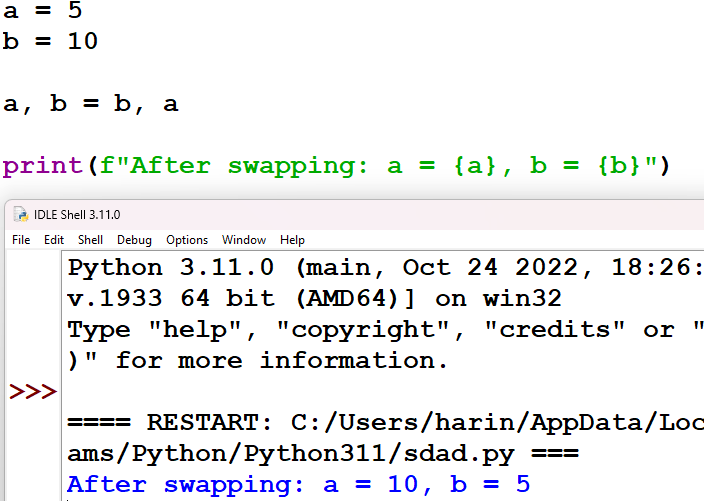 a = 5
b = 10
a, b = b, a
print(f"After swapping: a = {a}, b = {b}")
IDLE Shell 3.11.0
File Edit Shell Debug Options Window Help
Python 3.11.0 (main, Oct 24 2022, 18:26:
v.1933 64 bit (AMD64)] on win32
Type "help", "copyright", "credits" or "
)" for more information.
>>>
==== RESTART: C:/Users/harin/AppData/Loc
ams/Python/Python311/sdad.py ===
After swapping: a = 10, b = 5